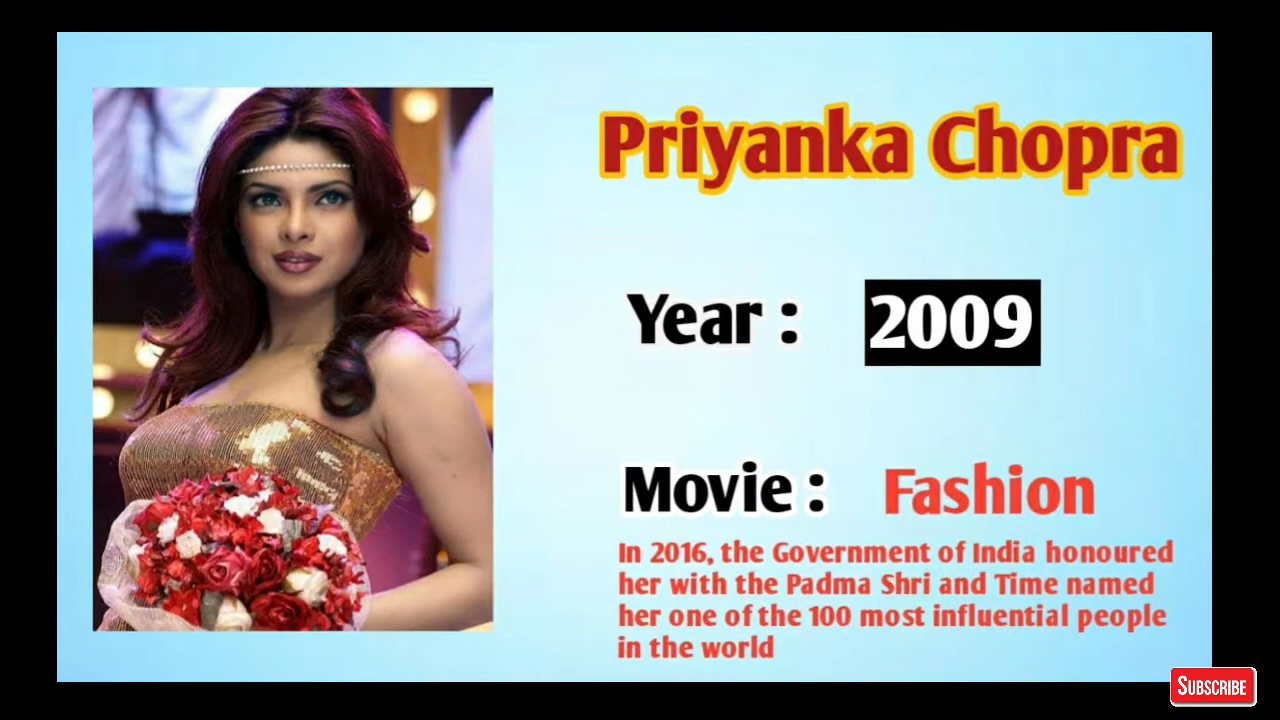 Priyanka Chopra
Year : 2009
Movie : Fashion
In 2016, the Government of India honoured
her with the Padma Shri and Time named
her one of the 100 most influential people
in the world
SUBSCRIBE